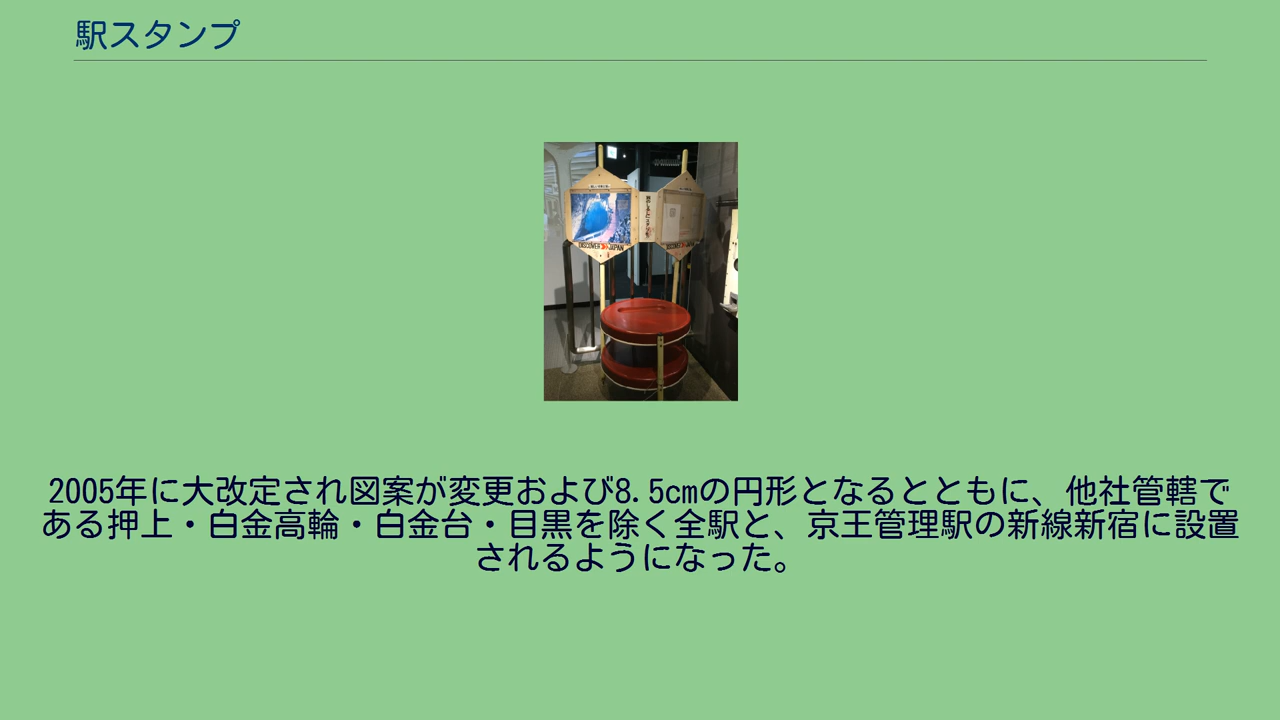 駅スタンプ
DISCOVER JAPAN
2005年に大改定され図案が変更および8.5cmの円形となるとともに、他社管轄で
ある押上・白金高輪・白金台・目黒を除く全駅と、京王管理駅の新線新宿に設置
されるようになった。